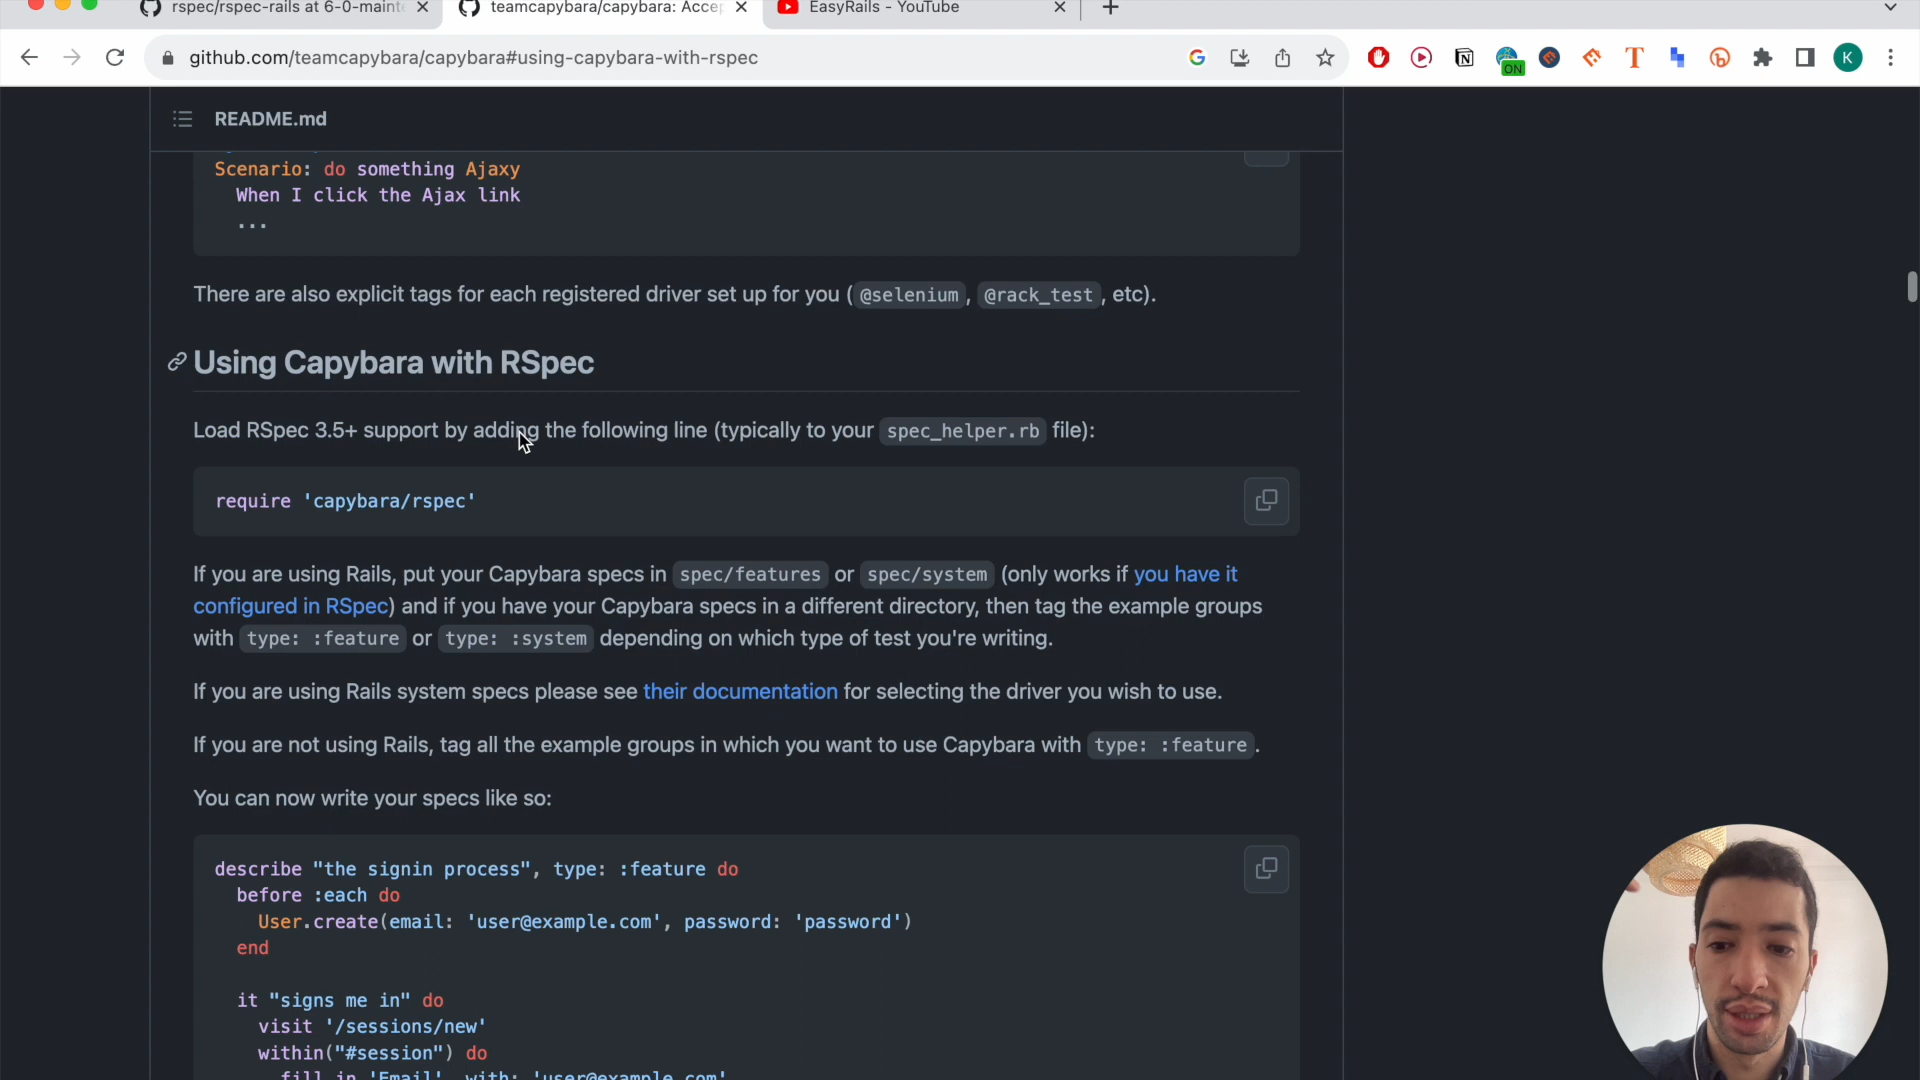 rspec/rspec-rails at 6-0-maint
teamcapybara/capybara: Acce
EasyRails - YouTube
github.com/teamcapybara/capybara#using-capybara-with-rspec
ON
K
README.md
Scenario: do something Ajaxy
When I click the Ajax link
...
There are also explicit tags for each registered driver set up for you ( @selenium , @rack_test , etc).
Using Capybara with RSpec
Load RSpec 3.5+ support by adding the following line (typically to your spec_helper.rb file):
require 'capybara/rspec'
If you are using Rails, put your Capybara specs in spec/features or spec/system (only works if you have it
configured in RSpec) and if you have your Capybara specs in a different directory, then tag the example groups
with type: :feature or type: :system depending on which type of test you're writing.
If you are using Rails system specs please see their documentation for selecting the driver you wish to use.
If you are not using Rails, tag all the example groups in which you want to use Capybara with type: :feature .
You can now write your specs like so:
describe "the signin process", type: :feature do
before :each do
User.create(email: 'user@example.com', password: 'password')
end
it "signs me in" do
visit '/sessions/new'
within("#session") do
fill_in 'Email', with: 'user@example.com'